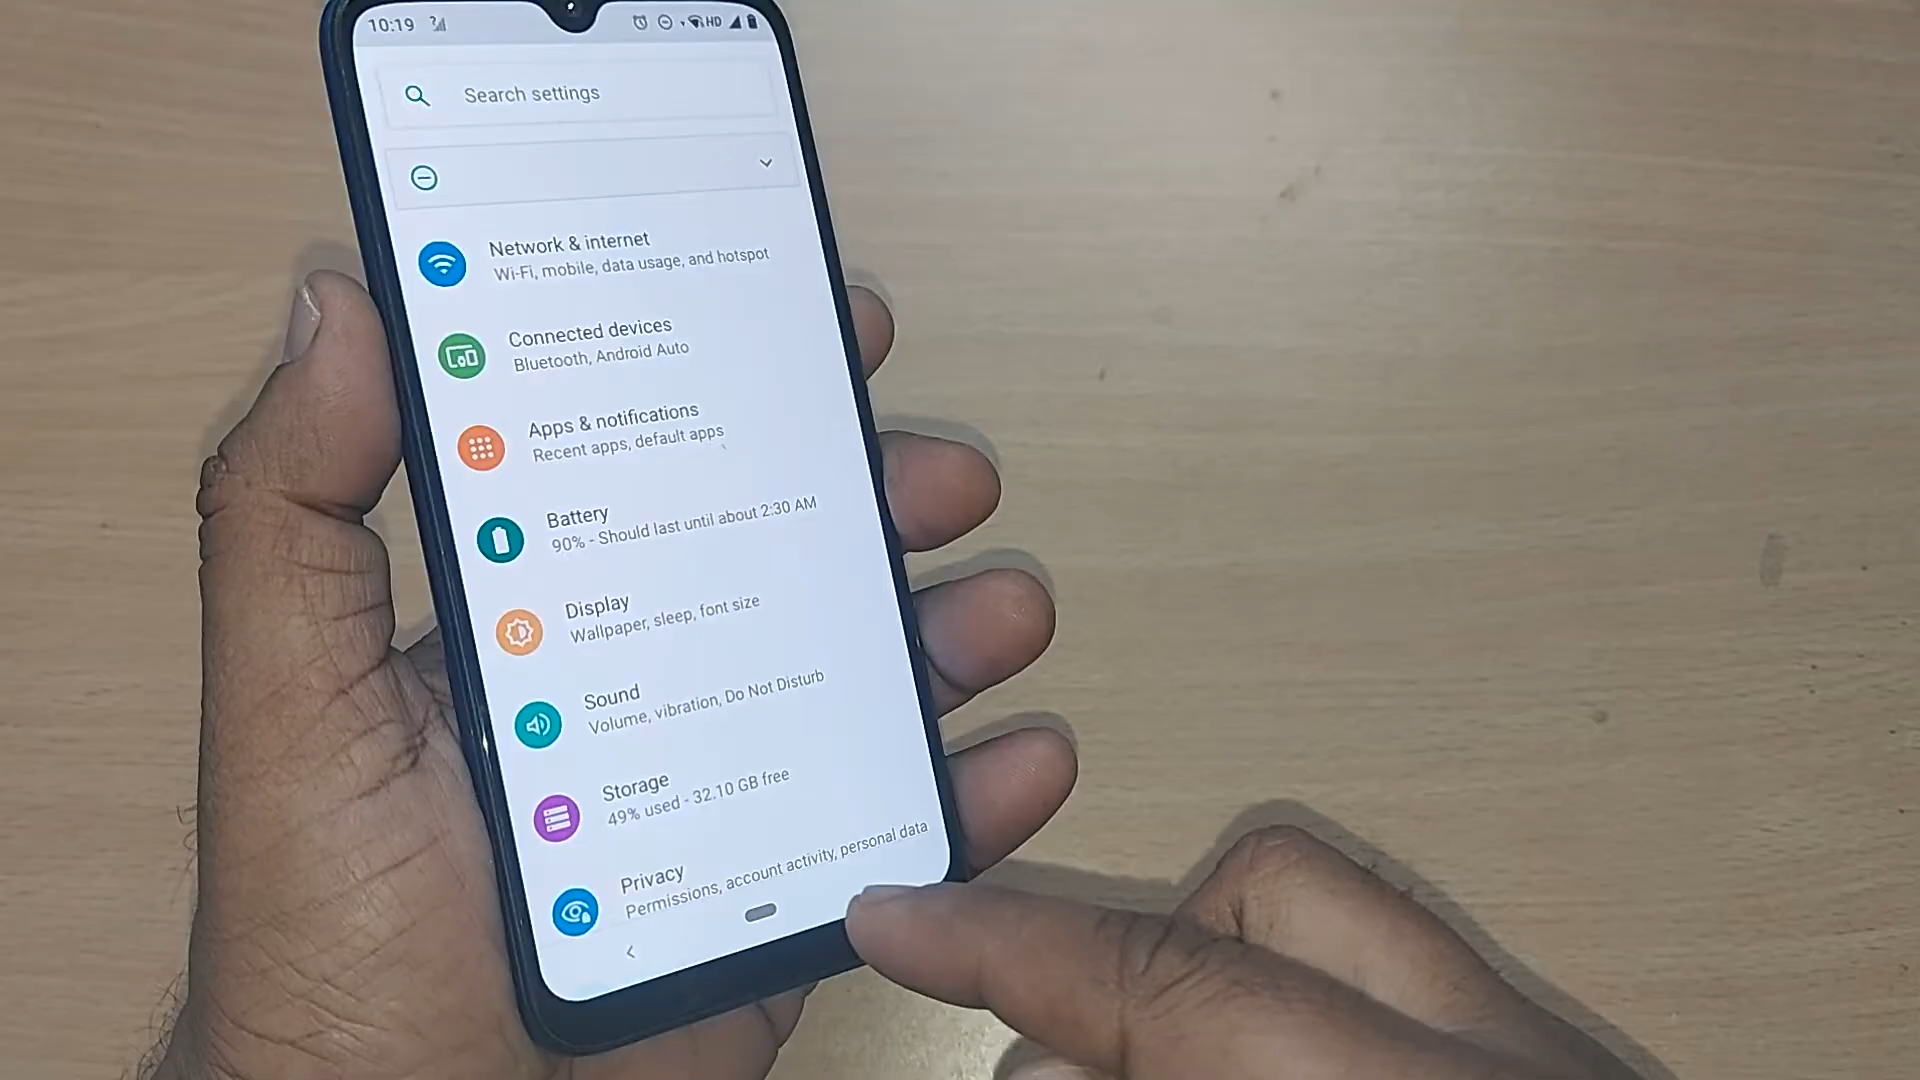 10:19
HD
Search settings
Network & internet
Wi-Fi, mobile, data usage, and hotspot
Connected devices
Bluetooth, Android Auto
Apps & notifications
Recent apps, default apps
Battery
90% - Should last until about 2:30 AM
Display
Wallpaper, sleep, font size
Sound
Volume, vibration, Do Not Disturb
Storage
49% used - 32.10 GB free
Privacy
Permissions, account activity, personal data